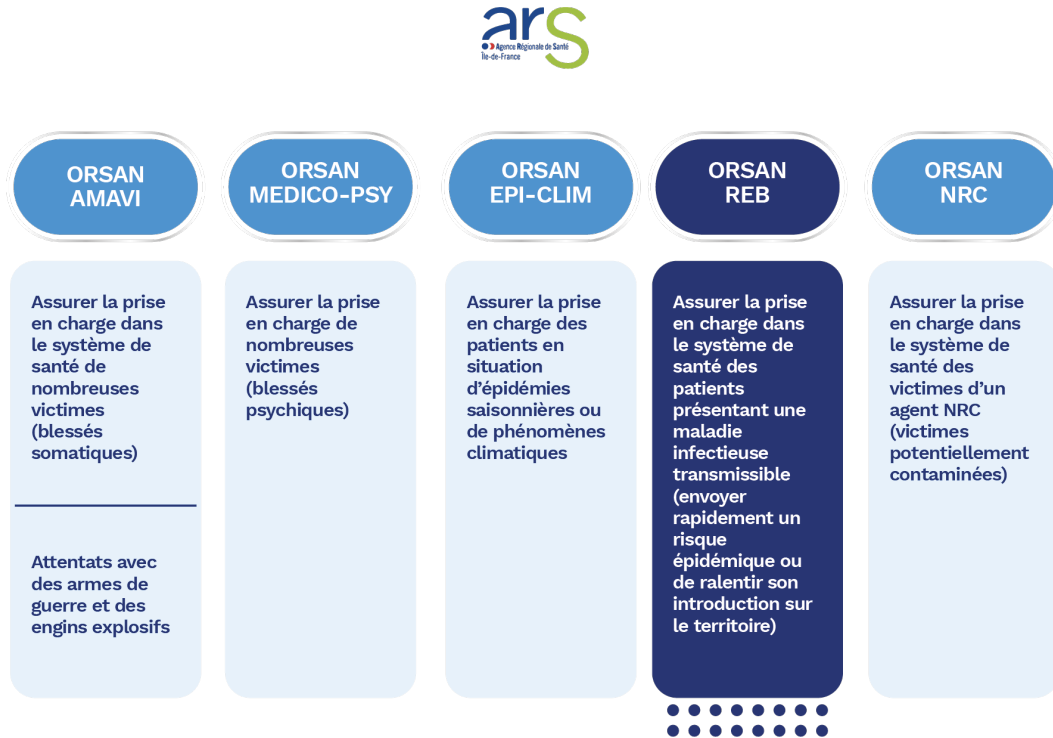 ars
Agence Régionale de Santé
Île-de-France
ORSAN
AMAVI
Assurer la prise
en charge dans
le système de
santé de
nombreuses
victimes
(blessés
somatiques)
Attentats avec
des armes de
guerre et des
engins explosifs
ORSAN
MEDICO-PSY
Assurer la prise
en charge de
nombreuses
victimes
(blessés
psychiques)
ORSAN
EPI-CLIM
Assurer la prise
en charge des
patients en
situation
d'épidémies
saisonnières ou
de phénomènes
climatiques
ORSAN
REB
Assurer la prise
en charge dans
le système de
santé des
patients
présentant une
maladie
infectieuse
transmissible
(envoyer
rapidement un
risque
épidémique ou
de ralentir son
introduction sur
le territoire)
ORSAN
NRC
Assurer la prise
en charge dans
le système de
santé des
victimes d'un
agent NRC
(victimes
potentiellement
contaminées)